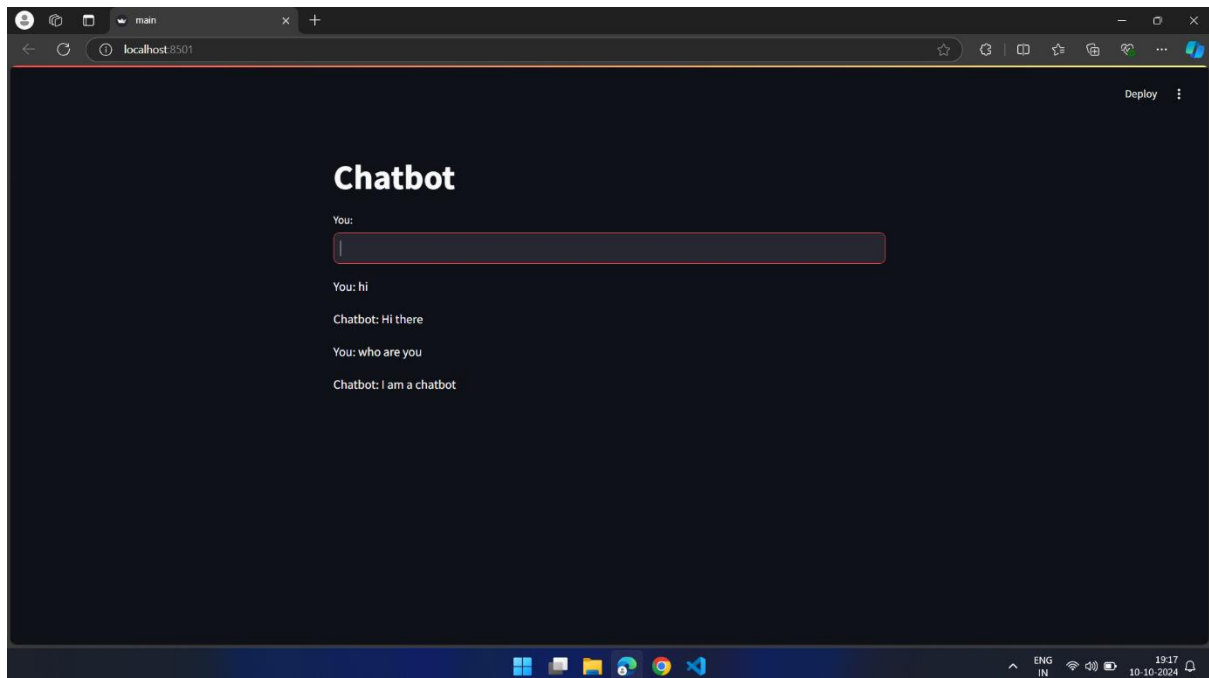 main
localhost:8501
Deploy
Chatbot
You:
You: hi
Chatbot: Hi there
You: who are you
Chatbot: I am a chatbot
ENG 19:17
IN 10-10-2024